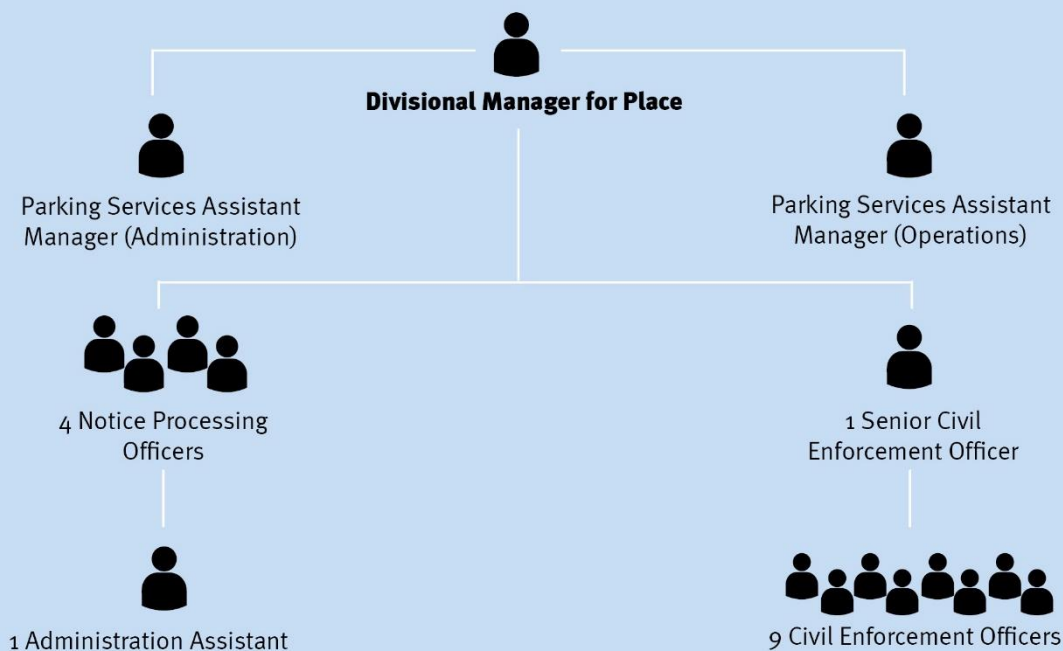 Divisional Manager for Place
Parking Services Assistant
Manager (Administration)
Parking Services Assistant
Manager (Operations)
4 Notice Processing
Officers
1 Senior Civil
Enforcement Officer
1 Administration Assistant
9 Civil Enforcement Officers